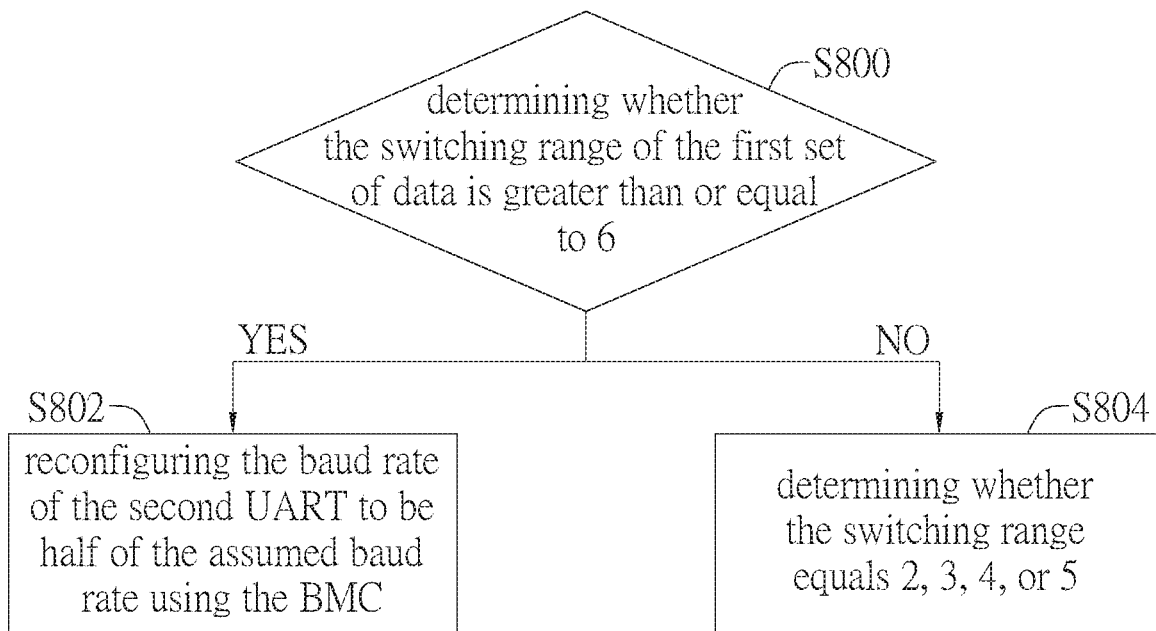 S800
determining whether
the switching range of the first set
of data is greater than or equal
to 6
YES
NO
S802
S804
reconfiguring the baud rate
of the second UART to be
half of the assumed baud
rate using the BMC
determining whether
the switching range
equals 2, 3, 4, or 5